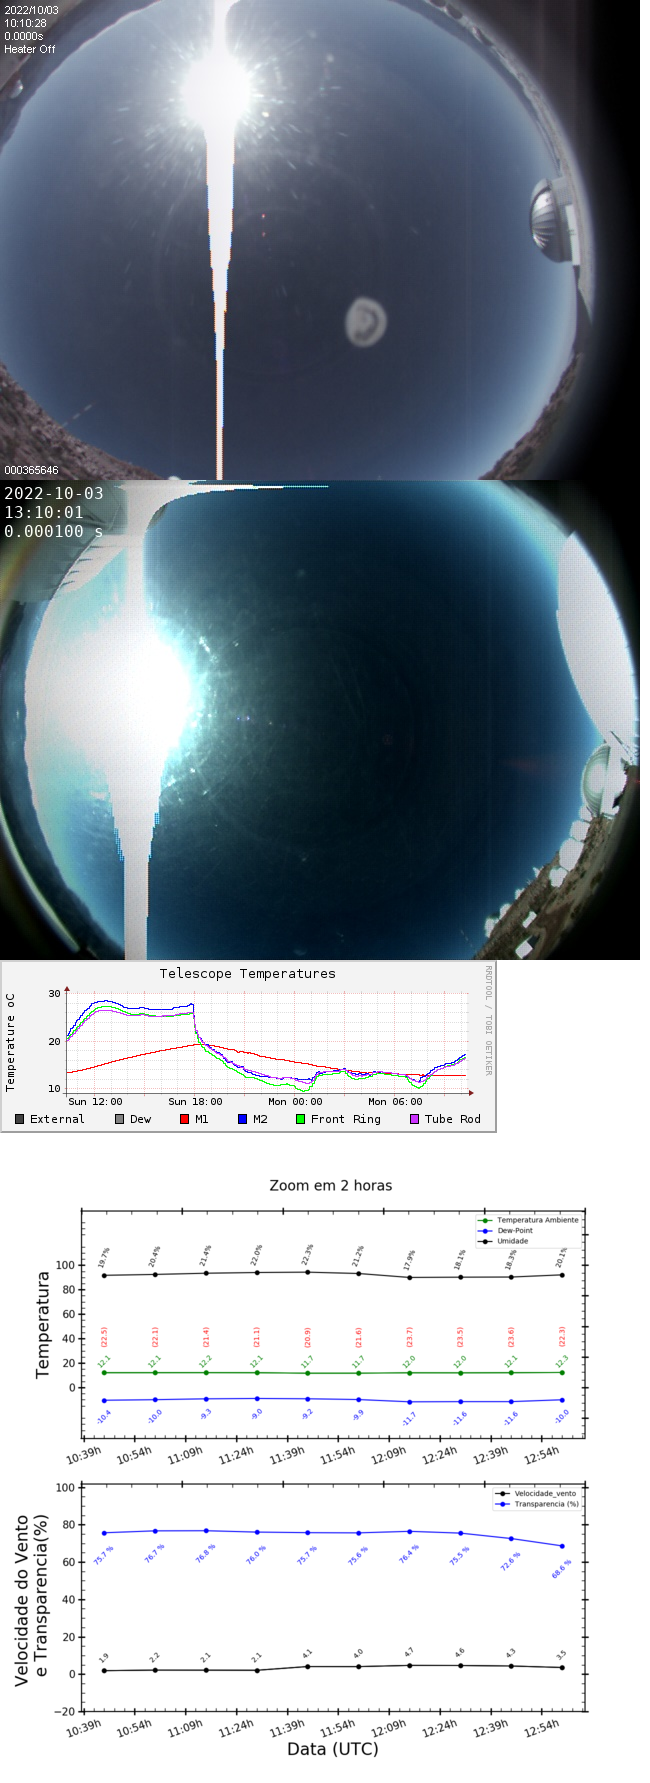 2022/10/03
10:10:28
0.0000s
Heater Off
000365646
2022-10-03
13:10:01
0.000100 s
Telescope Temperatures
RRDTOOL / TOBI OETIKER
Temperature oC
30
20
10
Sun 12:00 Sun 18:00 Mon 00:00 Mon 06:00
External Dew M1 M2 Front Ring Tube Rod
Zoom em 2 horas
Temperatura Ambiente
Dew-Point
Umidade
19.7% 20.4% 21.4% 22.0% 22.3% 21.2% 17.9% 18.1% 18.3% 20.1%
Temperatura
100
80
60
40
20
0
(22.5) (22.1) (21.4) (21.1) (20.9) (21.6) (23.7) (23.5) (23.6) (22.3)
12.1 12.1 12.2 12.1 11.7 11.7 12.0 12.0 12.1 12.3
-10.4 -10.0 -9.3 -9.0 -9.2 -9.9 -11.7 -11.6 -11.6 -10.0
10:39h 10:54h 11:09h 11:24h 11:39h 11:54h 12:09h 12:24h 12:39h 12:54h
Velocidade_vento
Transparencia (%)
Velocidade do Vento
e Transparencia(%)
100
80
60
40
20
0
−20
75.7 % 76.7 % 76.8 % 76.0 % 75.7 % 75.6 % 76.4 % 75.5 % 72.6 % 68.6 %
1.9 2.2 2.1 2.1 4.1 4.0 4.7 4.6 4.3 3.5
10:39h 10:54h 11:09h 11:24h 11:39h 11:54h 12:09h 12:24h 12:39h 12:54h
Data (UTC)